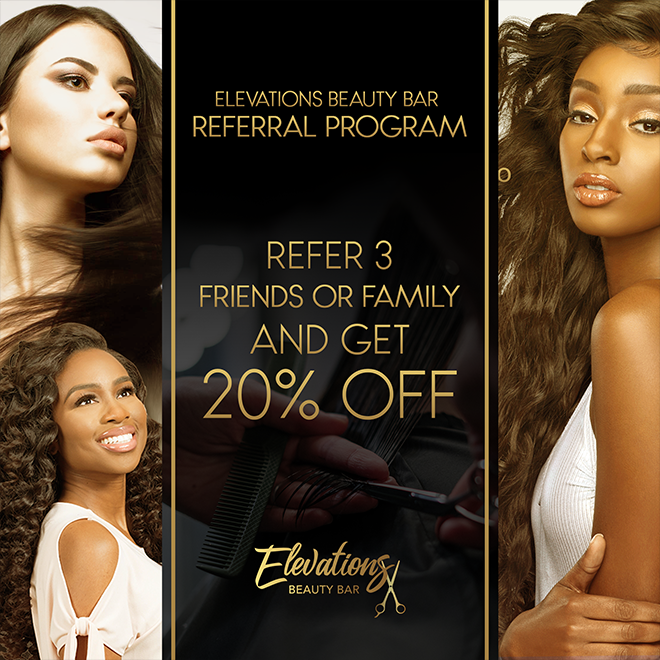 ELEVATIONS BEAUTY BAR
REFERRAL PROGRAM
REFER 3
FRIENDS OR FAMILY
AND GET
20% OFF
Elevations
BEAUTY BAR